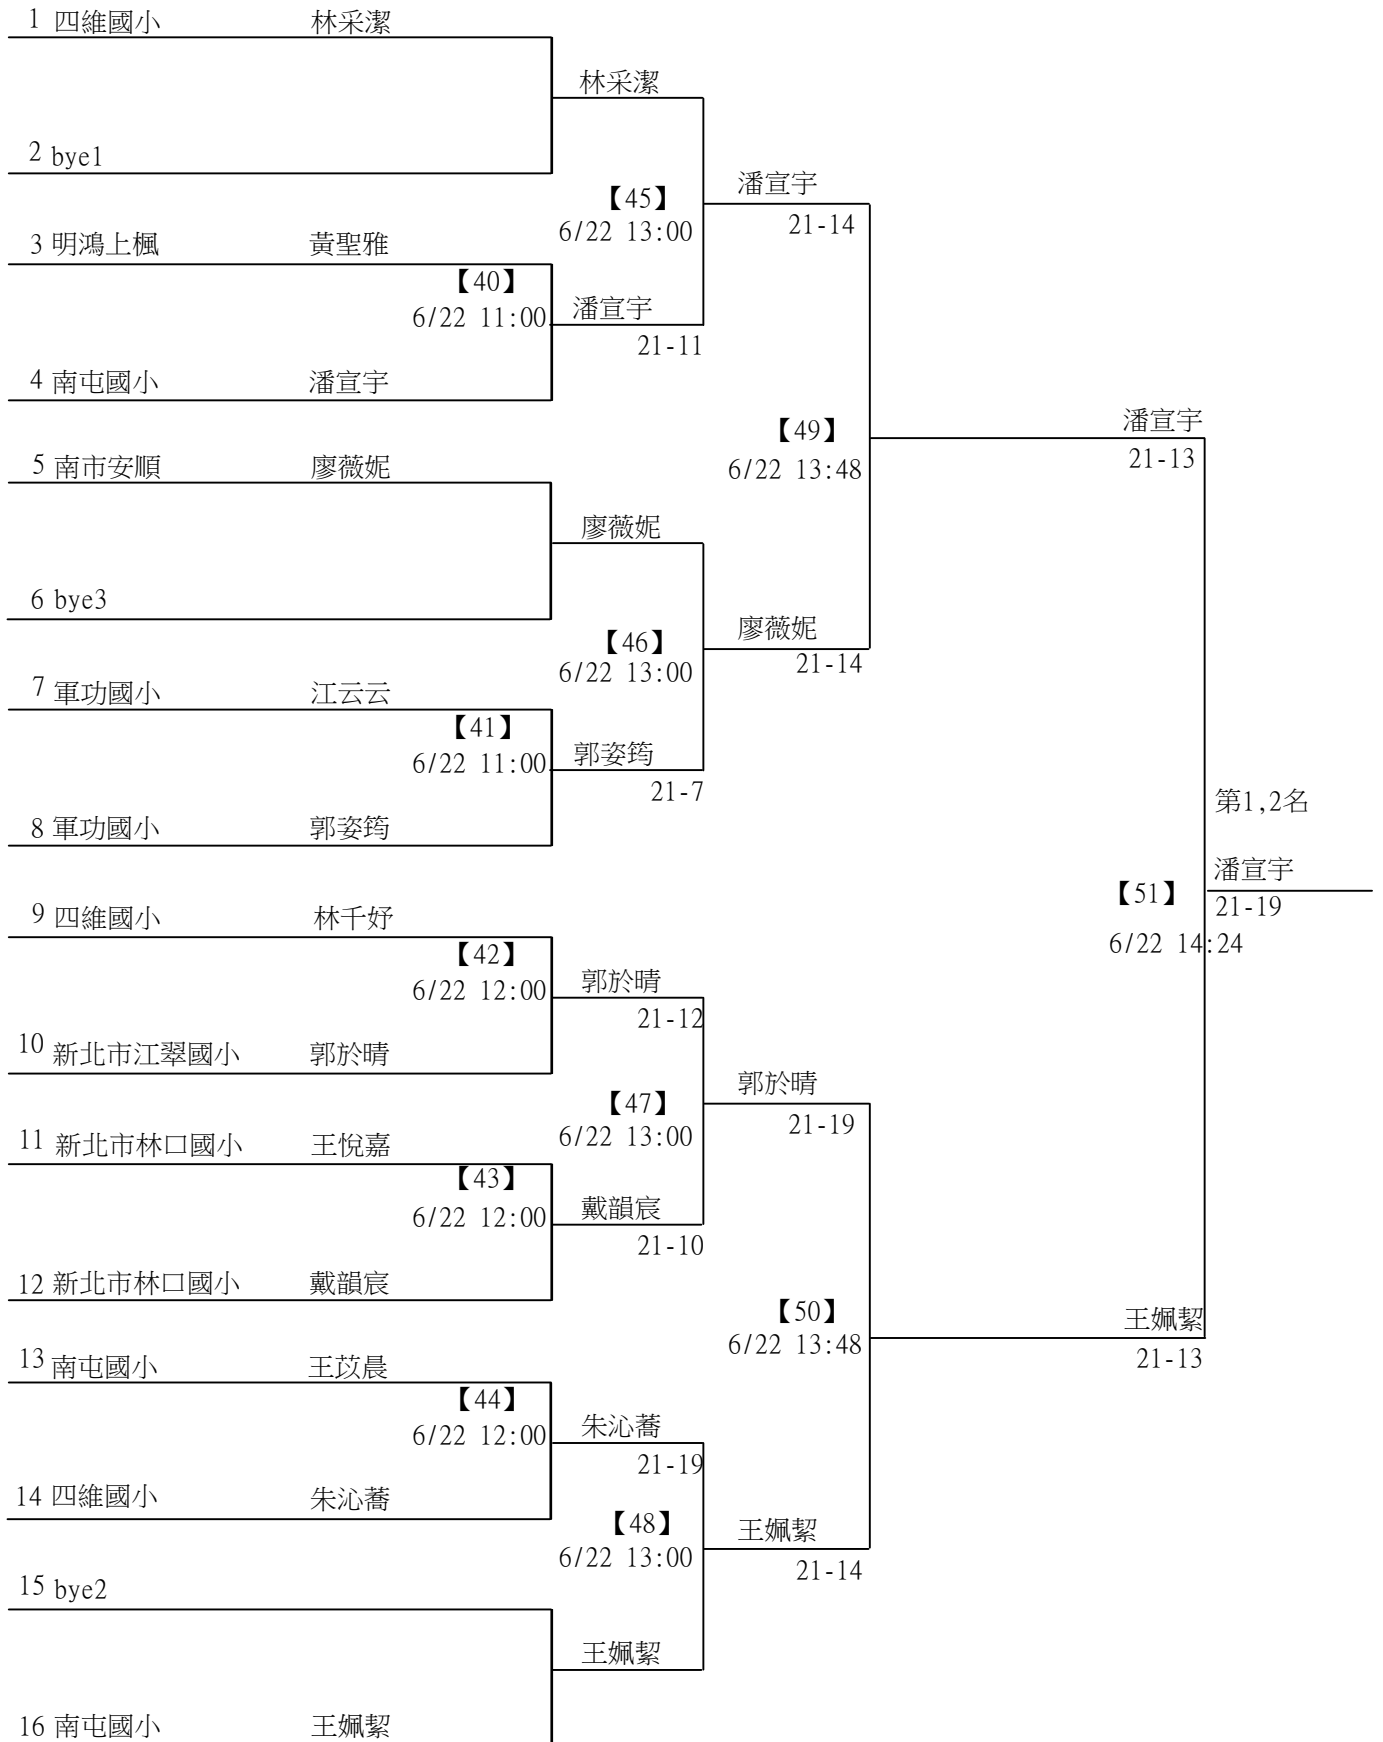 1 四維國小 林采潔
林采潔
2 bye1
潘宣宇
【45】
21-14
6/22 13:00
3 明鴻上楓 黃聖雅
【40】
潘宣宇
6/22 11:00
21-11
4 南屯國小 潘宣宇
潘宣宇
【49】
21-13
5 南市安順 廖薇妮
6/22 13:48
廖薇妮
6 bye3
廖薇妮
【46】
21-14
6/22 13:00
7 軍功國小 江云云
【41】
郭姿筠
6/22 11:00
21-7
第1,2名
8 軍功國小 郭姿筠
潘宣宇
【51】
21-19
9 四維國小 林千妤
6/22 14:24
【42】
郭於晴
6/22 12:00
21-12
10 新北市江翠國小 郭於晴
郭於晴
【47】
21-19
11 新北市林口國小 王悅嘉
6/22 13:00
【43】
戴韻宸
6/22 12:00
21-10
12 新北市林口國小 戴韻宸
【50】
王姵絜
6/22 13:48
21-13
13 南屯國小 王苡晨
【44】
朱沁蕎
6/22 12:00
21-19
14 四維國小 朱沁蕎
【48】
王姵絜
6/22 13:00
21-14
15 bye2
王姵絜
16 南屯國小 王姵絜